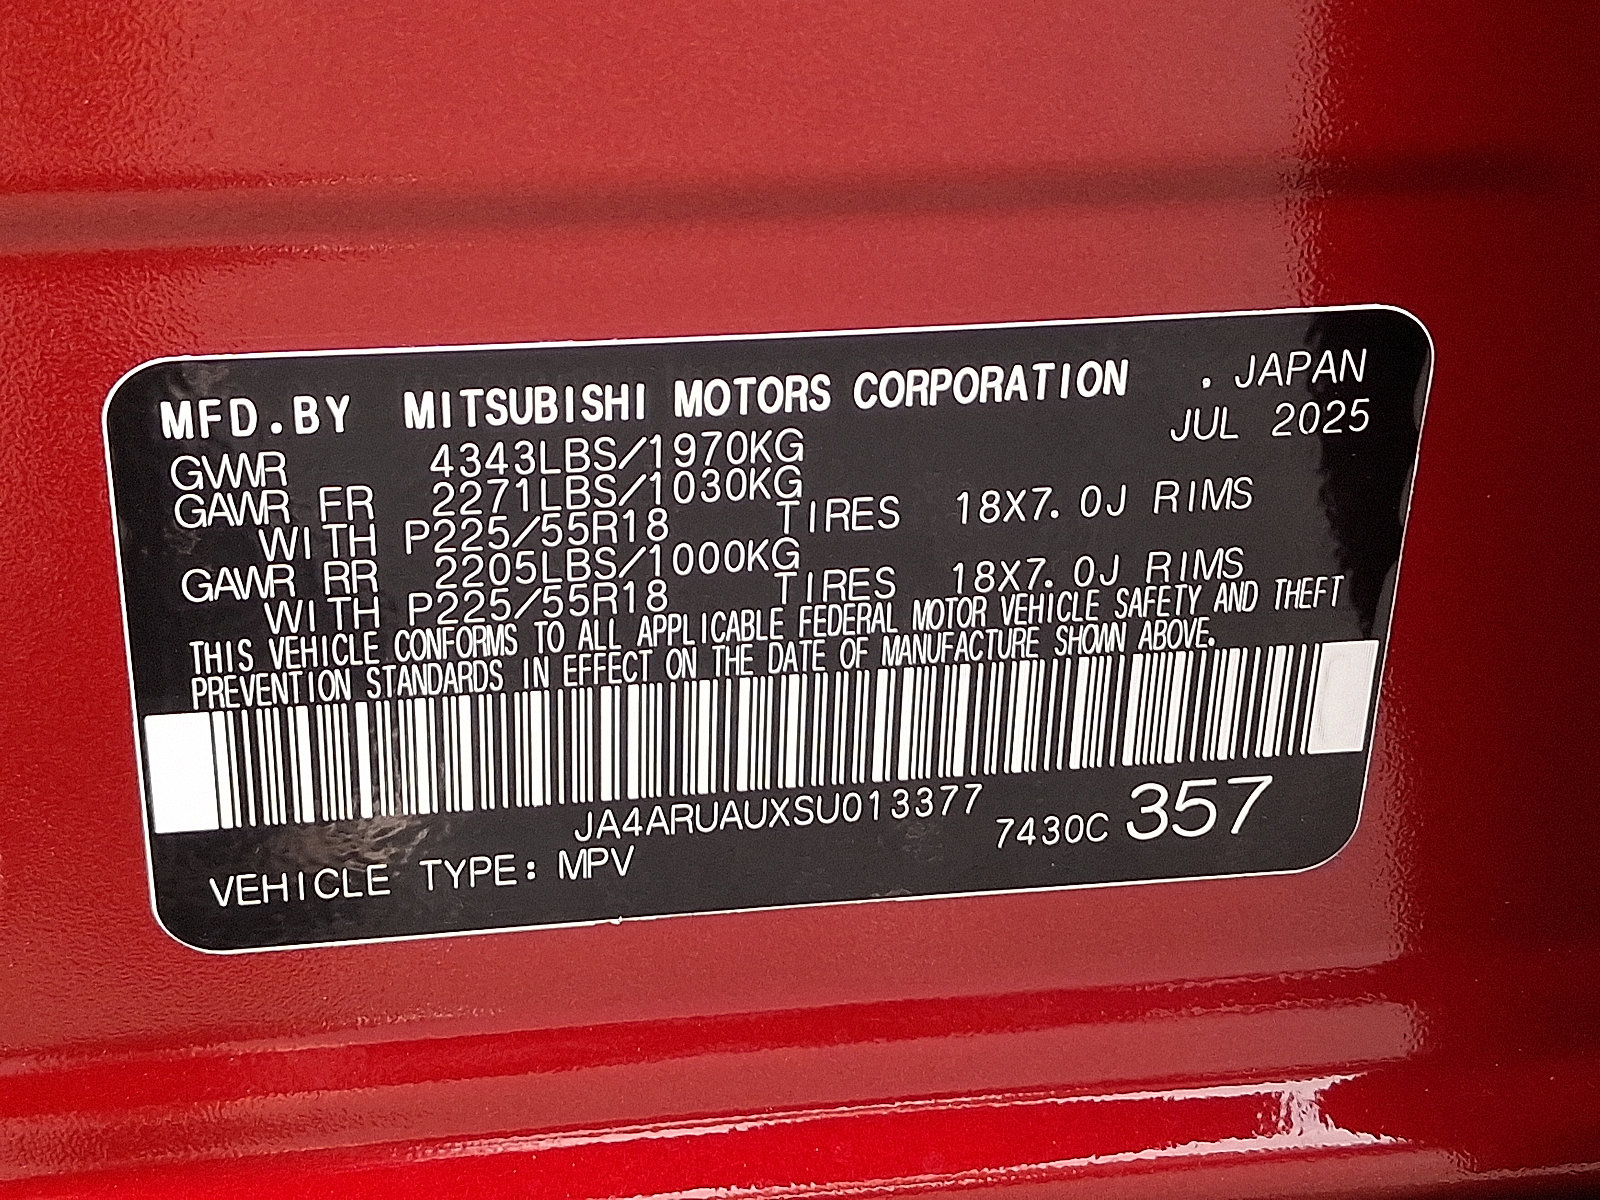 MFD.BY MITSUBISHI MOTORS CORPORATION . JAPAN
JUL 2025
GVWR 4343LBS/1970KG
GAWR FR 2271LBS/1030KG
WITH P225/55R18 TIRES 18X7.0J RIMS
GAWR RR 2205LBS/1000KG
WITH P225/55R18 TIRES 18X7.0J RIMS
THIS VEHICLE CONFORMS TO ALL APPLICABLE FEDERAL MOTOR VEHICLE SAFETY AND THEFT
PREVENTION STANDARDS IN EFFECT ON THE DATE OF MANUFACTURE SHOWN ABOVE.
JA4ARUAUXSU013377 7430C 357
VEHICLE TYPE: MPV